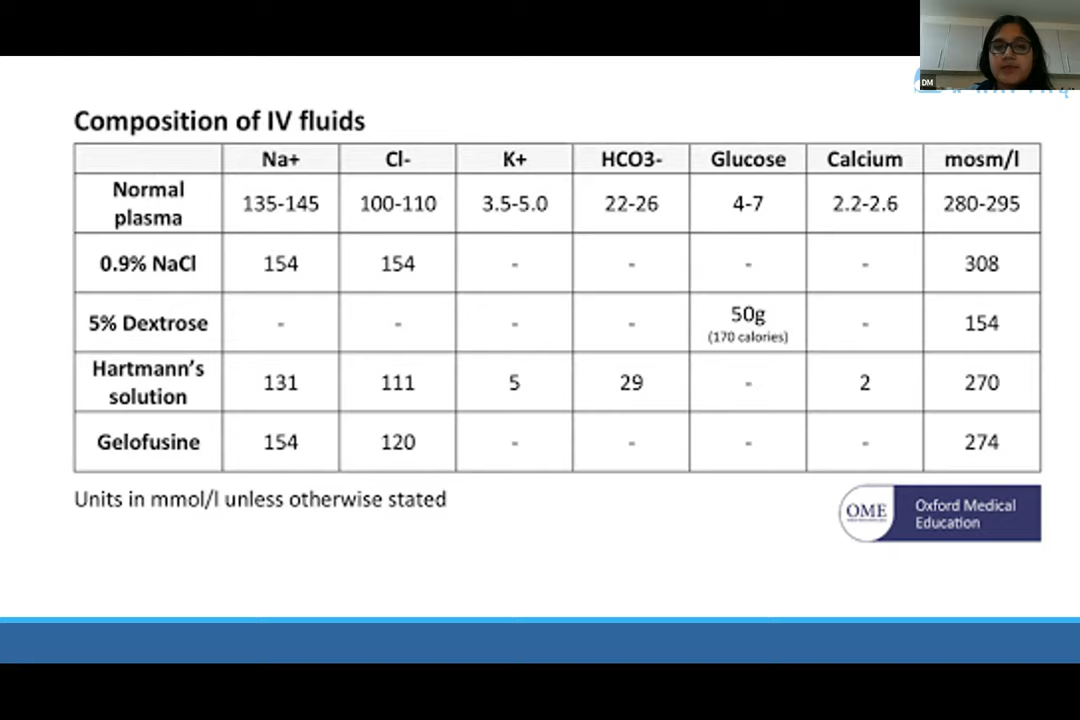 DM
Composition of IV fluids
Na+ Cl- K+ HCO3- Glucose Calcium mosm/l
Normal plasma 135-145 100-110 3.5-5.0 22-26 4-7 2.2-2.6 280-295
0.9% NaCl 154 154 - - - - 308
5% Dextrose - - - - 50g (170 calories) - 154
Hartmann's solution 131 111 5 29 - 2 270
Gelofusine 154 120 - - - - 274
Units in mmol/l unless otherwise stated
OME
Oxford Medical
Education